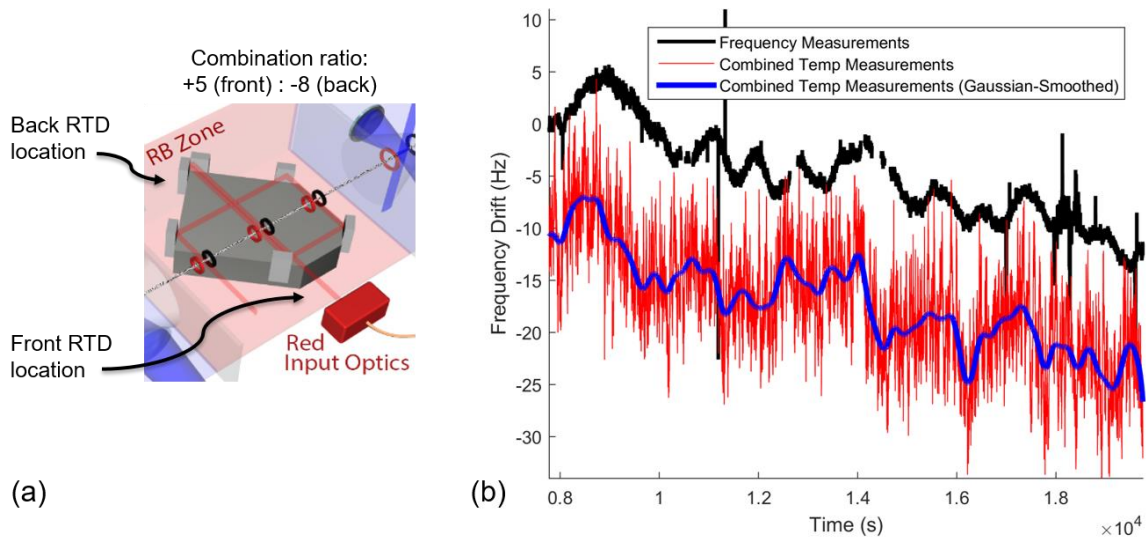 Combination ratio:
+5 (front) : -8 (back)
Back RTD
location
RB Zone
Front RTD
location
Red
Input Optics
(a)
Frequency Measurements
Combined Temp Measurements
Combined Temp Measurements (Gaussian-Smoothed)
Frequency Drift (Hz)
5
0
-5
-10
-15
-20
-25
-30
0.8
1
1.2
1.4
1.6
1.8
×10⁴
Time (s)
(b)